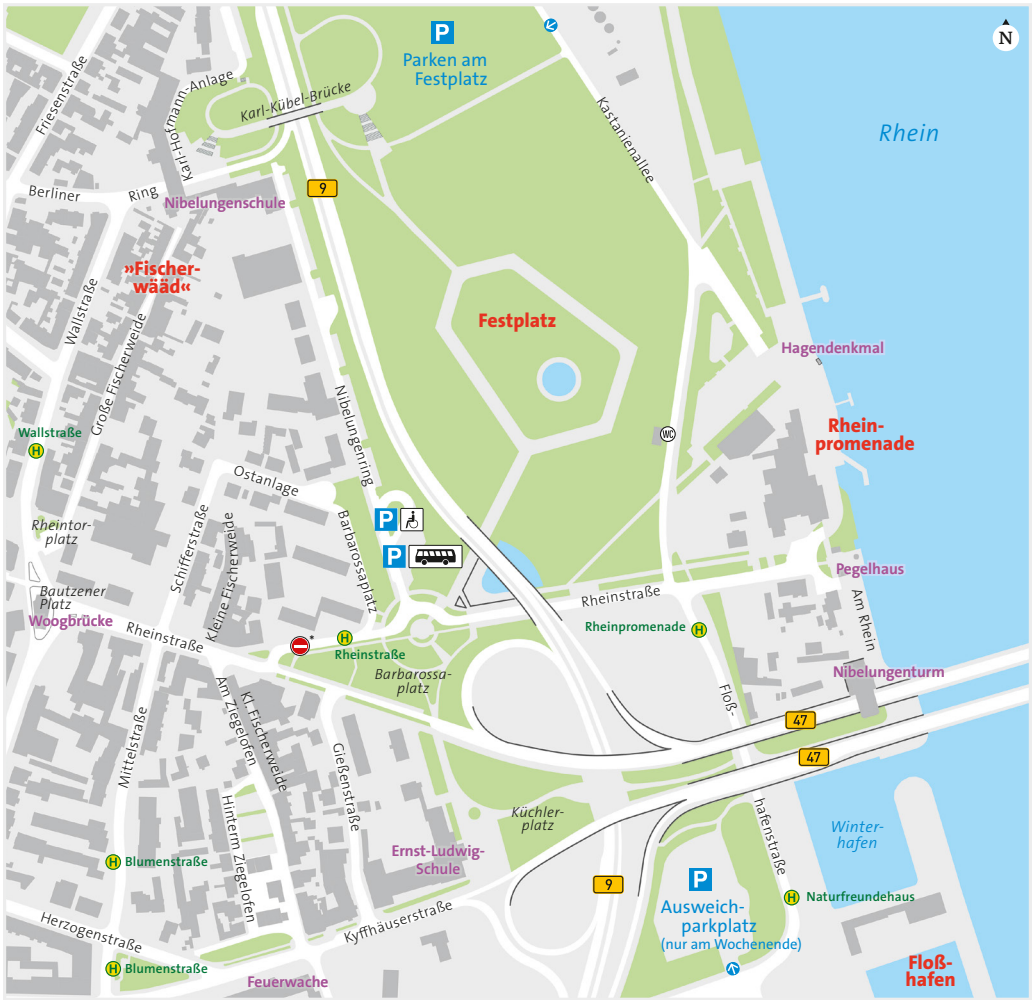 P
Parken am
Festplatz
N
Rhein
Friesenstraße
Karl-Hofmann-Anlage
Karl-Kübel-Brücke
Kastanienallee
Berliner
Ring
9
Nibelungenschule
»Fischer-
wääd«
Wallstraße
Große Fischerweide
Festplatz
Hagendenkmal
Nibelungenring
Rhein-
promenade
Wallstraße
H
WC
Ostanlage
Rheintor-
platz
Schifferstraße
Kleine Fischerweide
Barbarossaplatz
P
P
Bautzener
Platz
Woogbrücke
Rheinstraße
Rheinstraße
Pegelhaus
Am Rhein
Rheinpromenade H
*
H
Rheinstraße
Barbarossa-
platz
Nibelungenturm
Am Ziegelofen
Kl. Fischerweide
Floß-
47
47
Mittelstraße
Gießenstraße
Hinterm Ziegelofen
Küchler-
platz
hafenstraße
Winter-
hafen
H Blumenstraße
Ernst-Ludwig-
Schule
9
P
Ausweich-
parkplatz
(nur am Wochenende)
H Naturfreundehaus
Herzogenstraße
Kyffhäuserstraße
H Blumenstraße
Feuerwache
Floß-
hafen